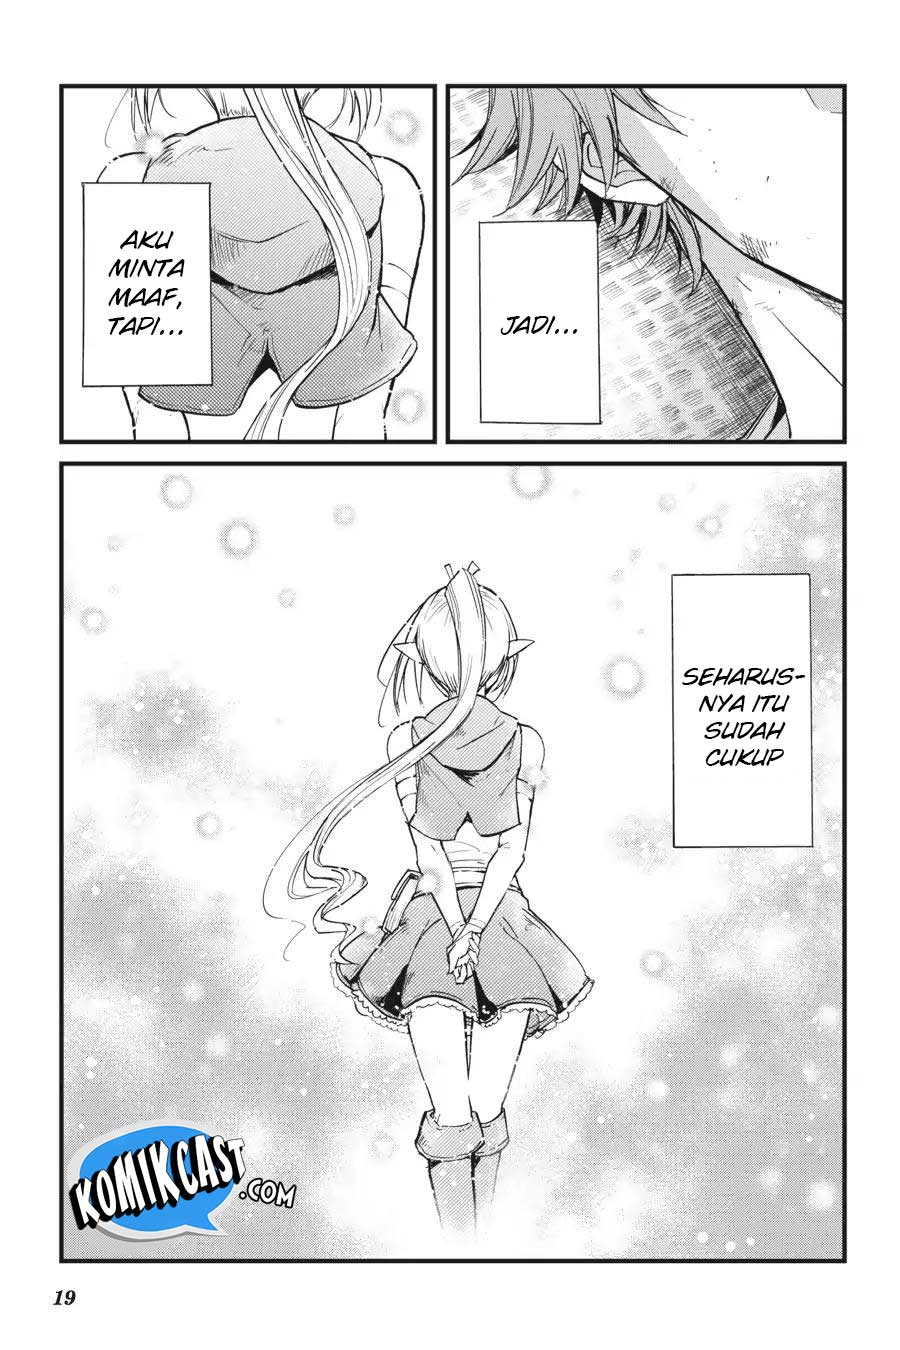 JADI...
AKU
MINTA
MAAF,
TAPI...
SEHARUS-
NYA ITU
SUDAH
CUKUP
KOMIKCAST
.COM
19